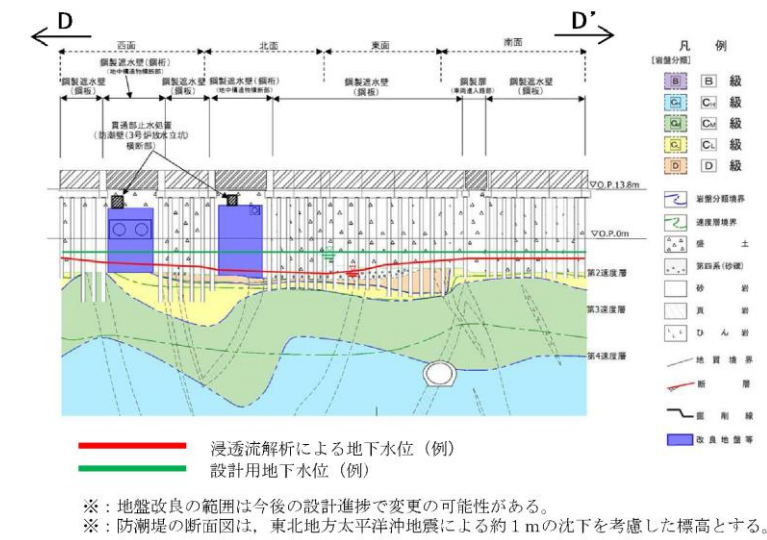 D
D’
西面
北面
東面
南面
鋼製遮水壁(鋼桁)
(地中構造物横断部)
鋼製遮水壁
(鋼板)
鋼製遮水壁
(鋼板)
鋼製遮水壁(鋼桁)
(地中構造物横断部)
鋼製遮水壁
(鋼板)
鋼製扉
(車両進入路部)
鋼製遮水壁
(鋼板)
貫通部止水処置
(防潮壁(3号炉放水立坑)
横断部)
▽O.P.13.8m
▽O.P.0m
第2速度層
第3速度層
第4速度層
凡 例
[岩盤分類]
B B 級
CH CH 級
CM CM 級
CL CL 級
D D 級
岩盤分類境界
速度層境界
盛 土
第四系(砂礫)
砂 岩
頁 岩
ひん 岩
地質境界
断 層
掘削線
改良地盤等
浸透流解析による地下水位（例）
設計用地下水位（例）
※：地盤改良の範囲は今後の設計進捗で変更の可能性がある。
※：防潮堤の断面図は，東北地方太平洋沖地震による約１ｍの沈下を考慮した標高とする。